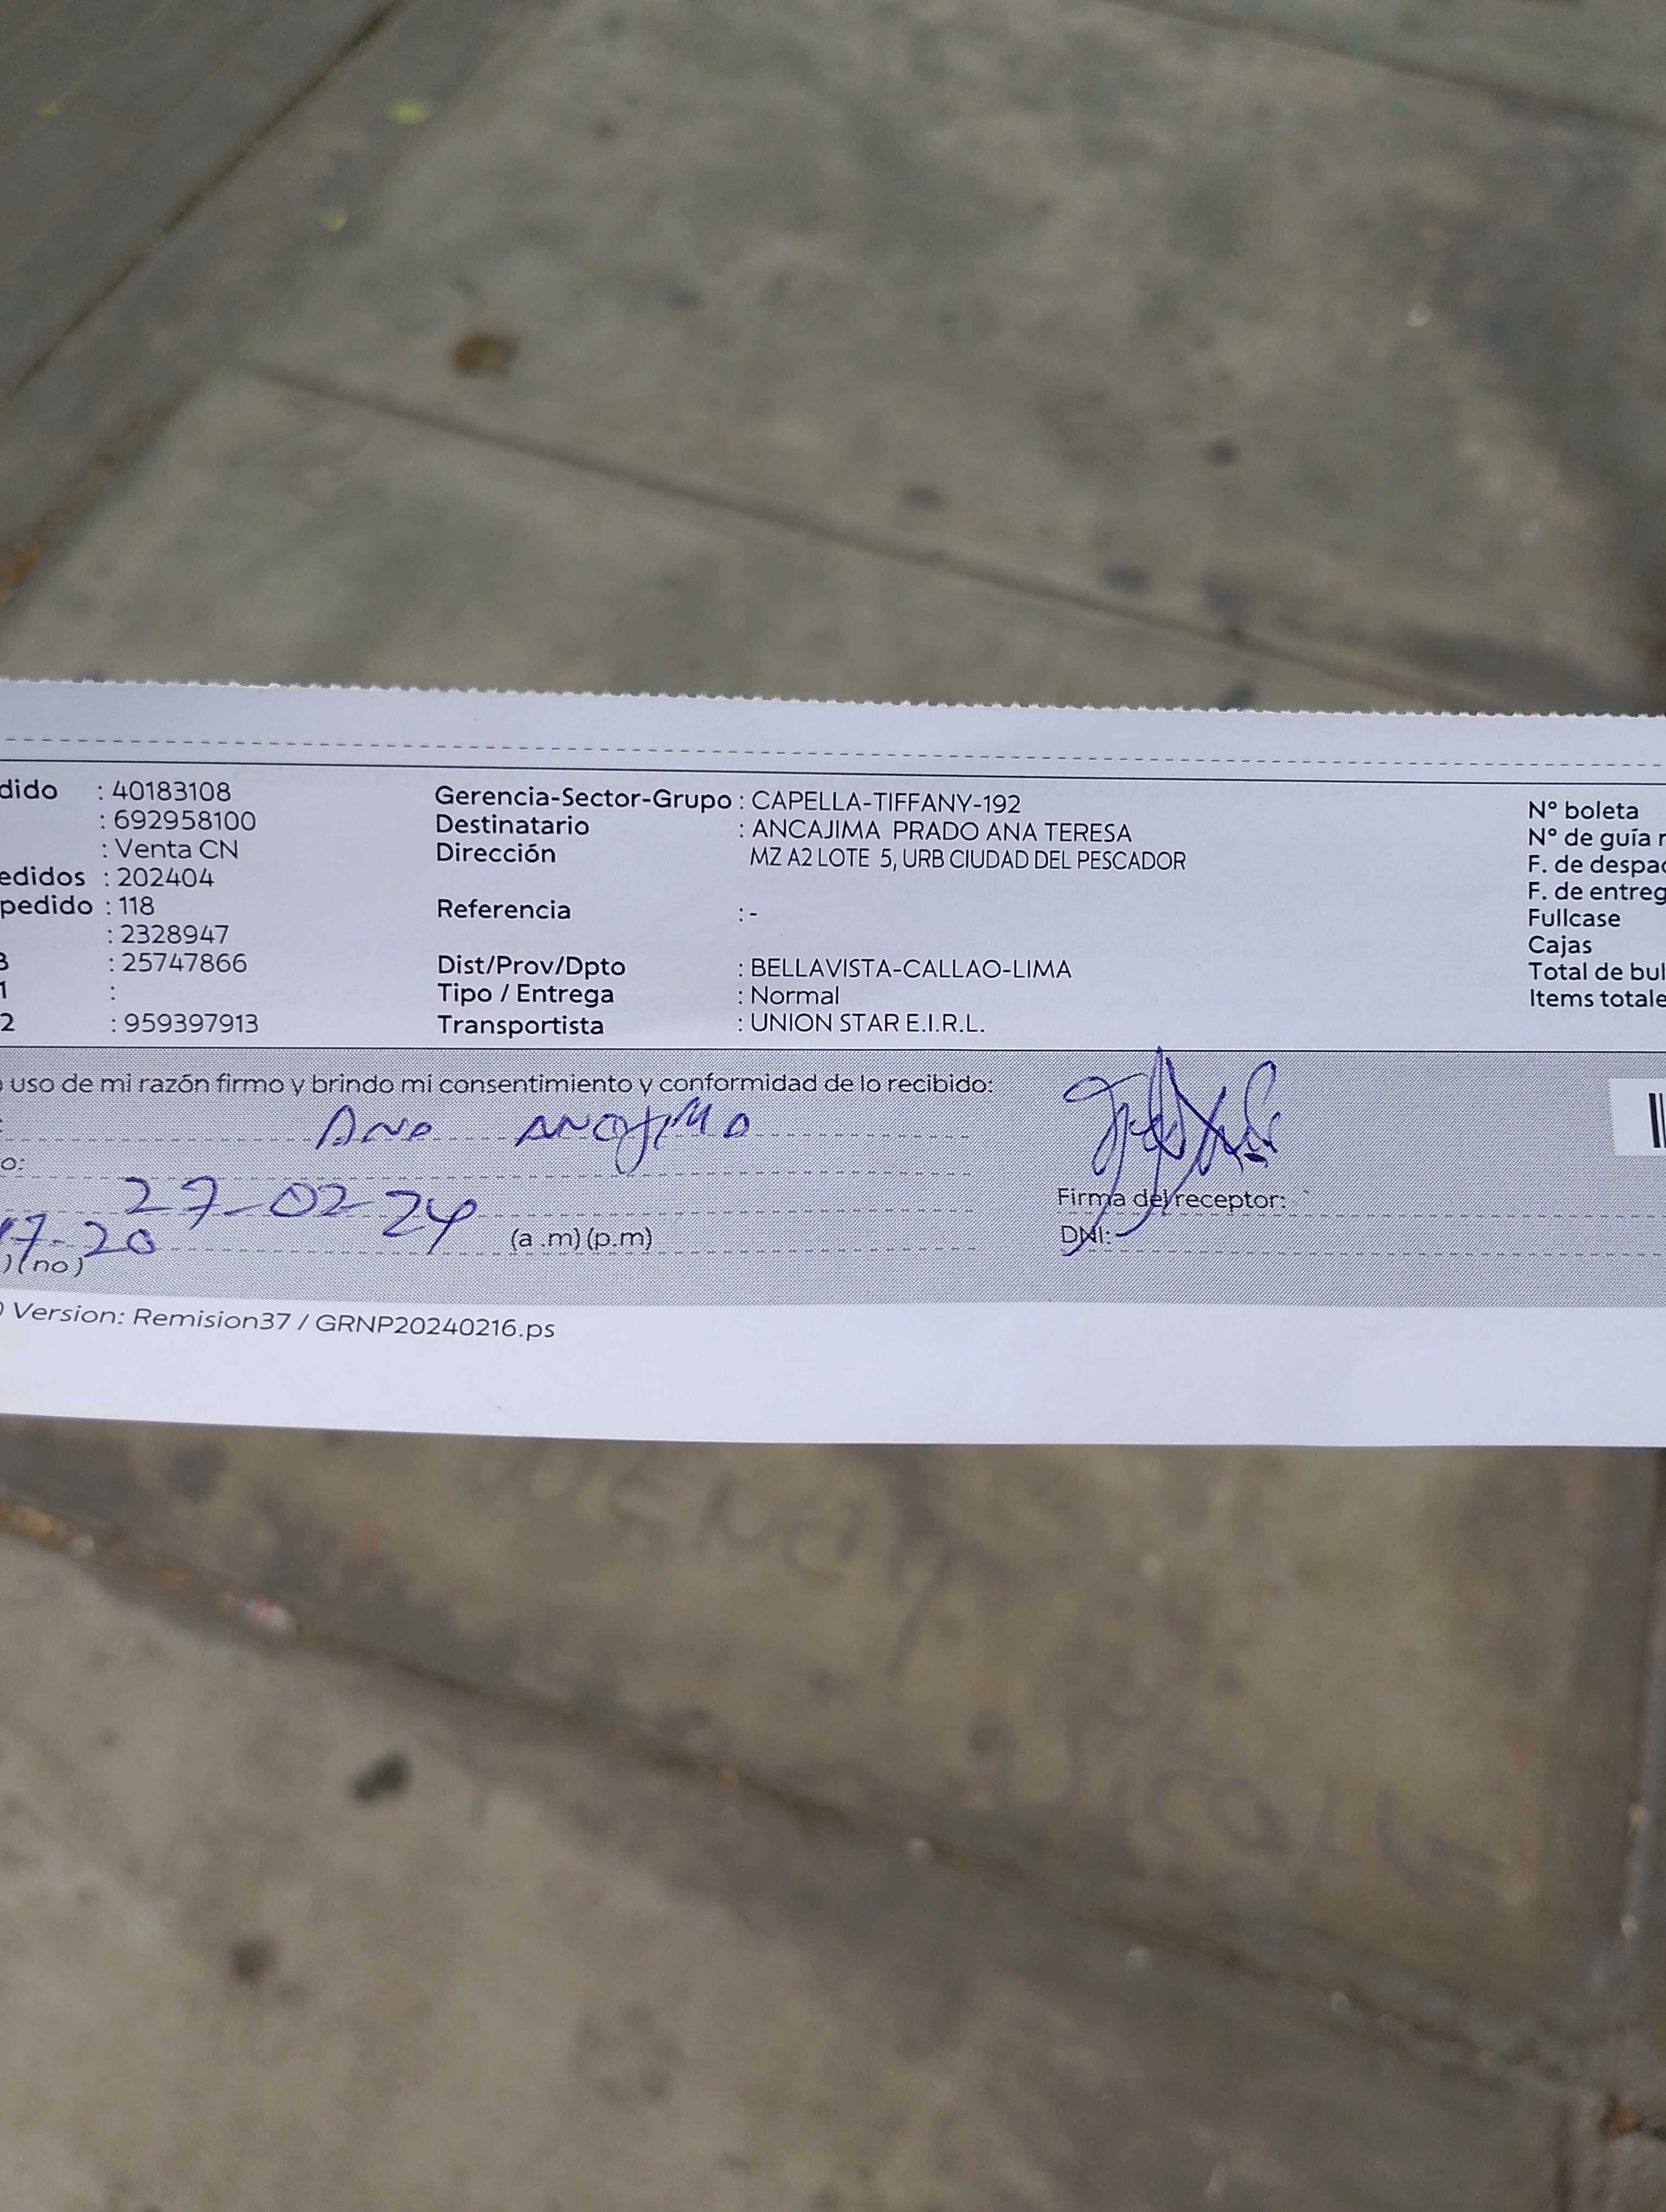 dido : 40183108 Gerencia-Sector-Grupo : CAPELLA-TIFFANY-192 N° boleta
: 692958100 Destinatario : ANCAJIMA PRADO ANA TERESA N° de guía r
: Venta CN Dirección MZ A2 LOTE 5, URB CIUDAD DEL PESCADOR F. de despac
edidos : 202404 F. de entreg
pedido : 118 Referencia : - Fullcase
: 2328947 Cajas
3 : 25747866 Dist/Prov/Dpto : BELLAVISTA-CALLAO-LIMA Total de bul
1 : Tipo / Entrega : Normal Items totale
2 : 959397913 Transportista : UNION STAR E.I.R.L.
o uso de mi razón firmo y brindo mi consentimiento y conformidad de lo recibido:
Ana
o:
27-02-24 Firma del receptor:
17-20 (a .m) (p.m) DNI:
)(no)
) Version: Remision37 / GRNP20240216.ps